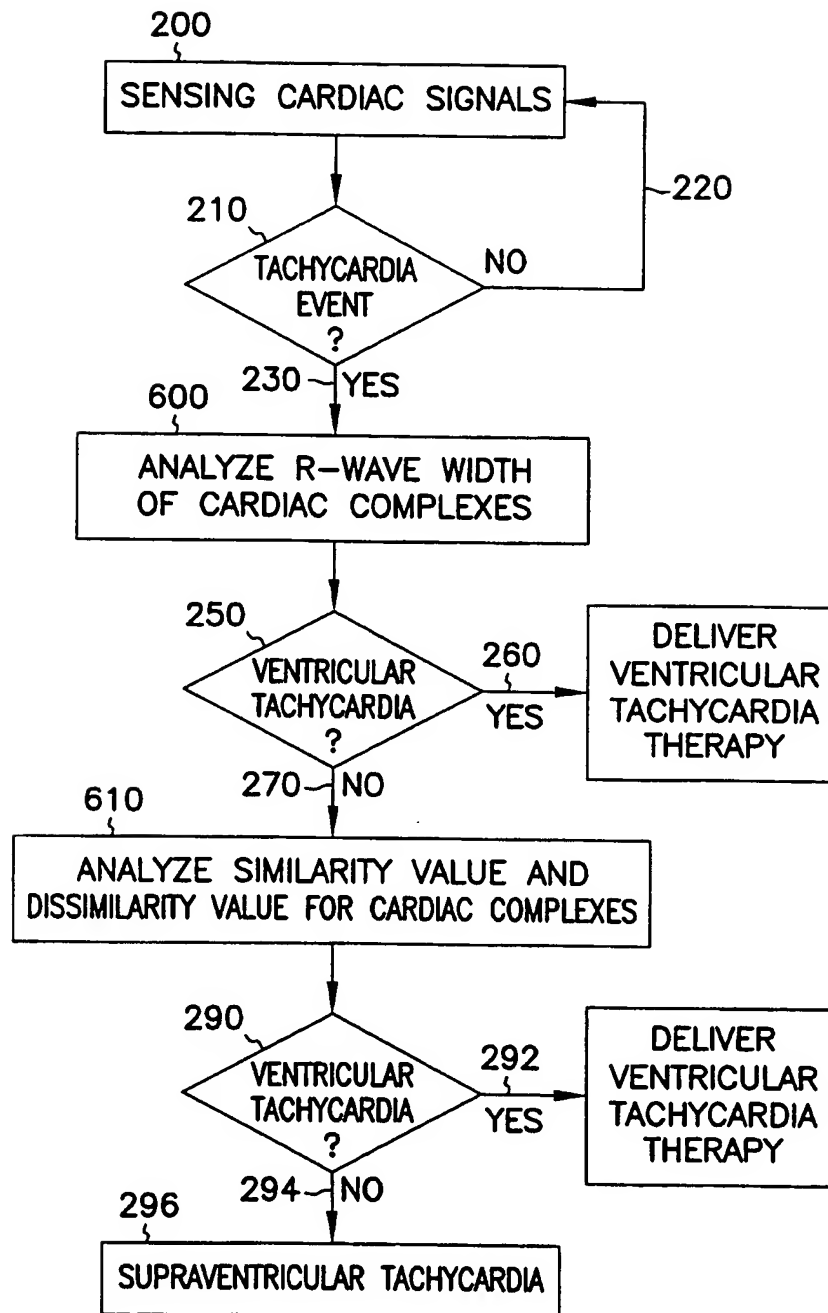 200
SENSING CARDIAC SIGNALS
220
210
TACHYCARDIA
EVENT
?
NO
230
YES
600
ANALYZE R-WAVE WIDTH
OF CARDIAC COMPLEXES
250
VENTRICULAR
TACHYCARDIA
?
260
YES
DELIVER
VENTRICULAR
TACHYCARDIA
THERAPY
270
NO
610
ANALYZE SIMILARITY VALUE AND
DISSIMILARITY VALUE FOR CARDIAC COMPLEXES
290
VENTRICULAR
TACHYCARDIA
?
292
YES
DELIVER
VENTRICULAR
TACHYCARDIA
THERAPY
294
NO
296
SUPRAVENTRICULAR TACHYCARDIA